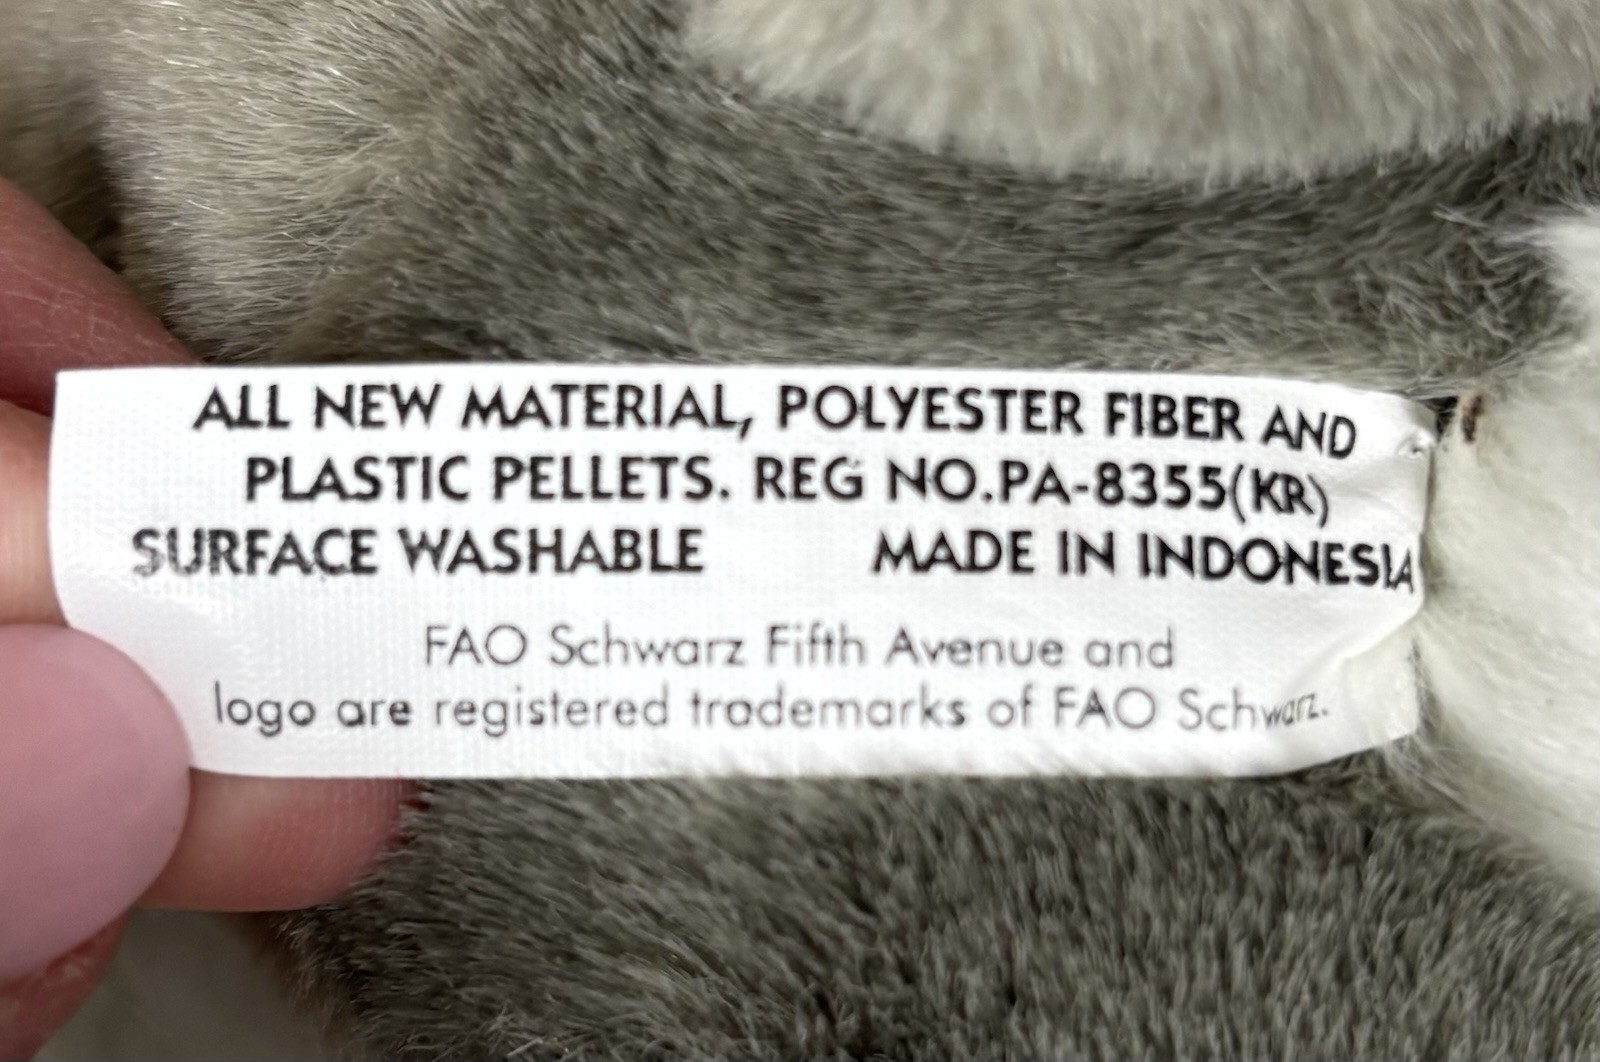 ALL NEW MATERIAL, POLYESTER FIBER AND
PLASTIC PELLETS. REG NO.PA-8355(KR)
SURFACE WASHABLE MADE IN INDONESIA
FAO Schwarz Fifth Avenue and
logo are registered trademarks of FAO Schwarz.